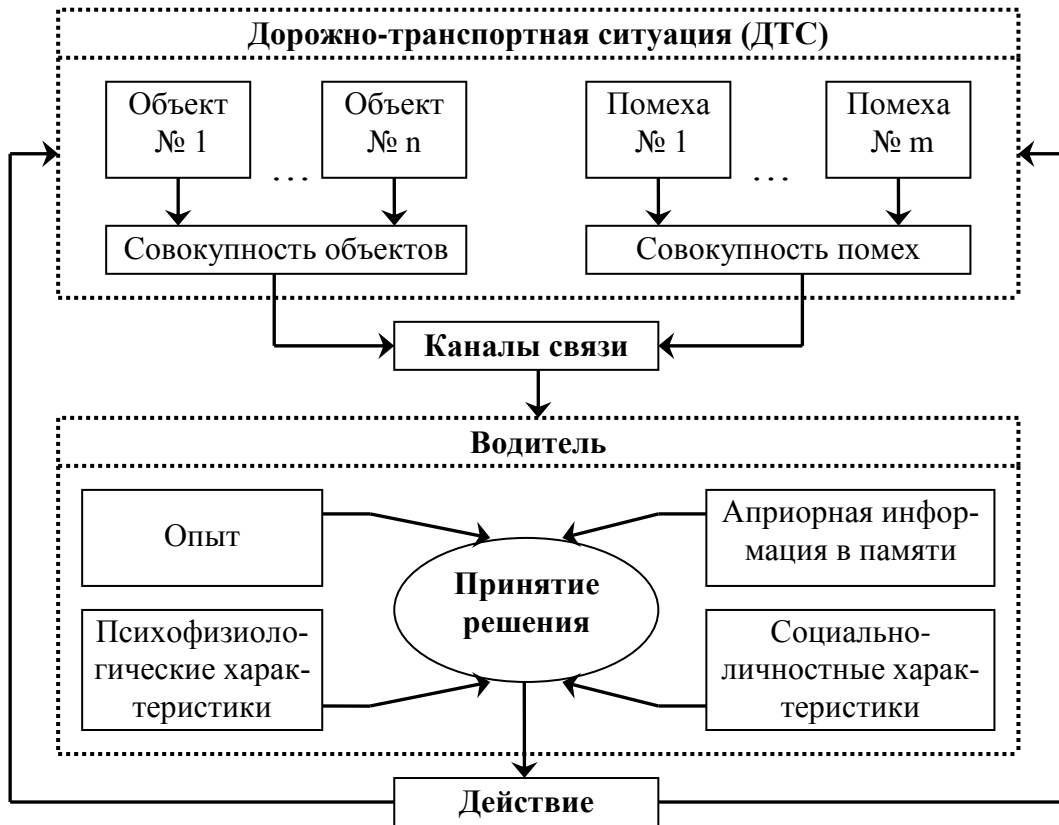 Дорожно-транспортная ситуация (ДТС)
Объект
№ 1
. . .
Объект
№ n
Помеха
№ 1
. . .
Помеха
№ m
Совокупность объектов
Совокупность помех
Каналы связи
Водитель
Опыт
Априорная инфор-
мация в памяти
Принятие
решения
Психофизиоло-
гические харак-
теристики
Социально-
личностные харак-
теристики
Действие